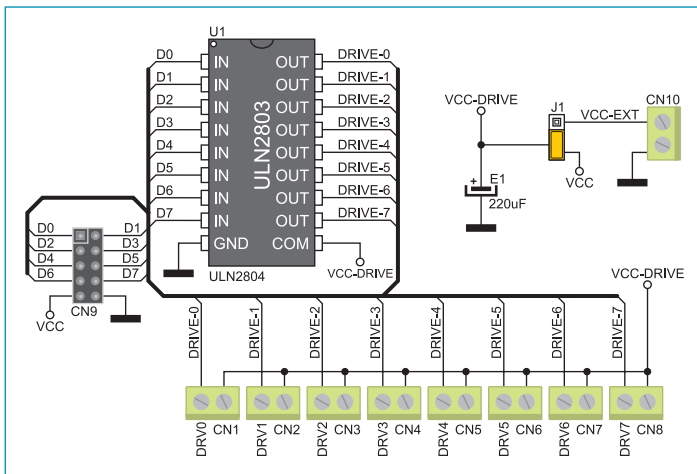 U1
D0 IN OUT DRIVE-0
D1 IN OUT DRIVE-1
D2 IN OUT DRIVE-2
D3 IN OUT DRIVE-3
D4 IN OUT DRIVE-4
D5 IN OUT DRIVE-5
D6 IN OUT DRIVE-6
D7 IN OUT DRIVE-7
GND COM
ULN2803
ULN2804
VCC-DRIVE
VCC-DRIVE
J1
VCC-EXT
CN10
VCC
+
E1
220uF
D0 D1
D2 D3
D4 D5
D6 D7
VCC
CN9
VCC-DRIVE
DRIVE-0
DRIVE-1
DRIVE-2
DRIVE-3
DRIVE-4
DRIVE-5
DRIVE-6
DRIVE-7
DRV0 CN1
DRV1 CN2
DRV2 CN3
DRV3 CN4
DRV4 CN5
DRV5 CN6
DRV6 CN7
DRV7 CN8